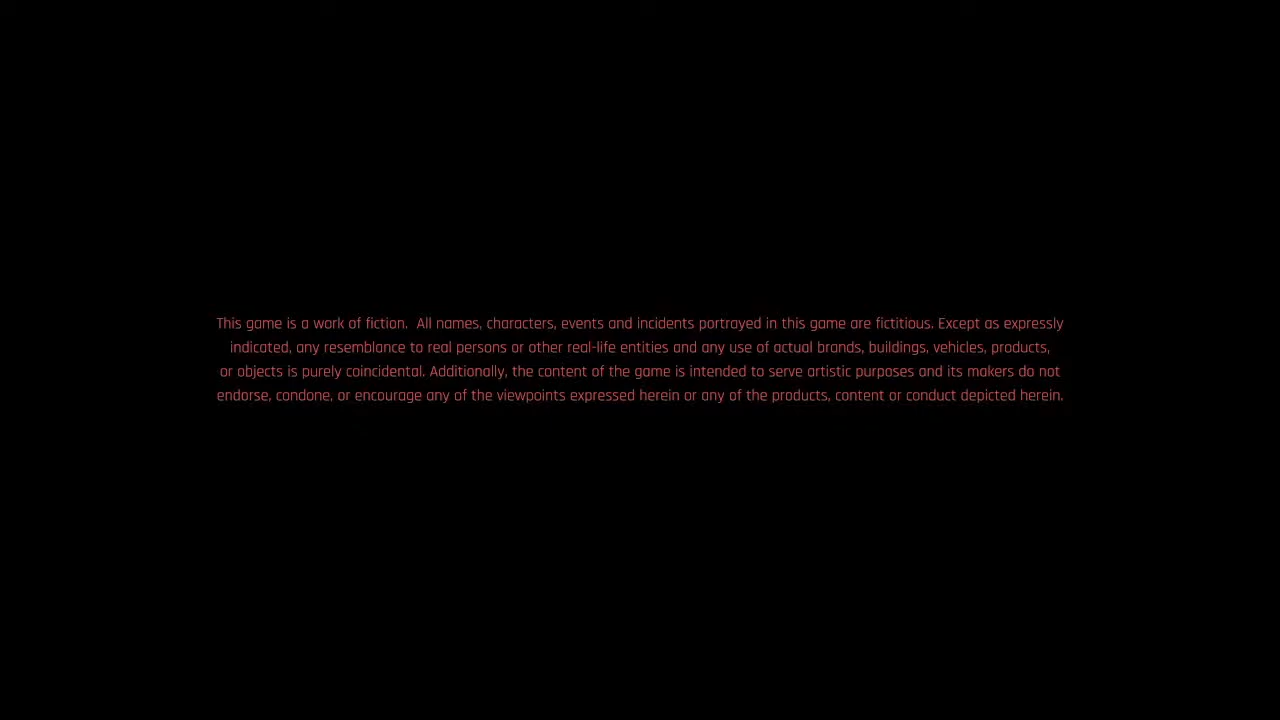 This game is a work of fiction.  All names, characters, events and incidents portrayed in this game are fictitious. Except as expressly
indicated, any resemblance to real persons or other real-life entities and any use of actual brands, buildings, vehicles, products,
or objects is purely coincidental. Additionally, the content of the game is intended to serve artistic purposes and its makers do not
endorse, condone, or encourage any of the viewpoints expressed herein or any of the products, content or conduct depicted herein.